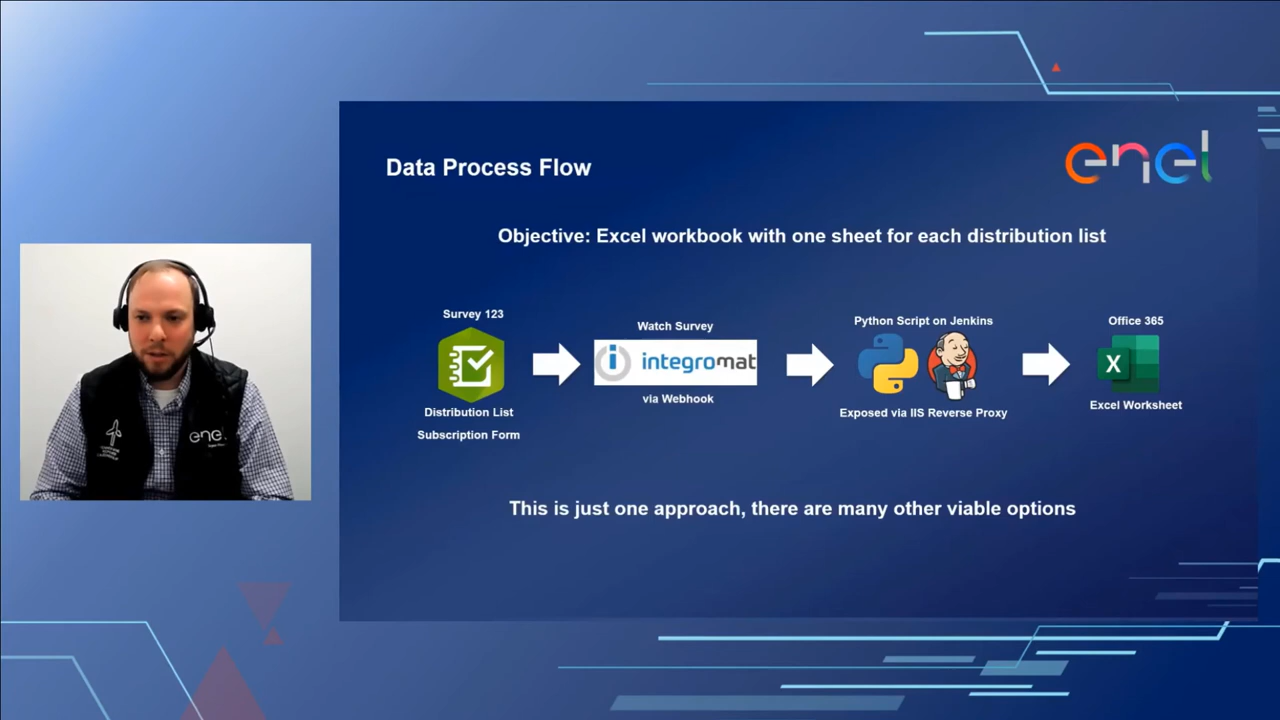 Data Process Flow
enel
Objective: Excel workbook with one sheet for each distribution list
Survey 123
Distribution List
Subscription Form
Watch Survey
integromat
via Webhook
Python Script on Jenkins
Exposed via IIS Reverse Proxy
Office 365
X
Excel Worksheet
This is just one approach, there are many other viable options
enel